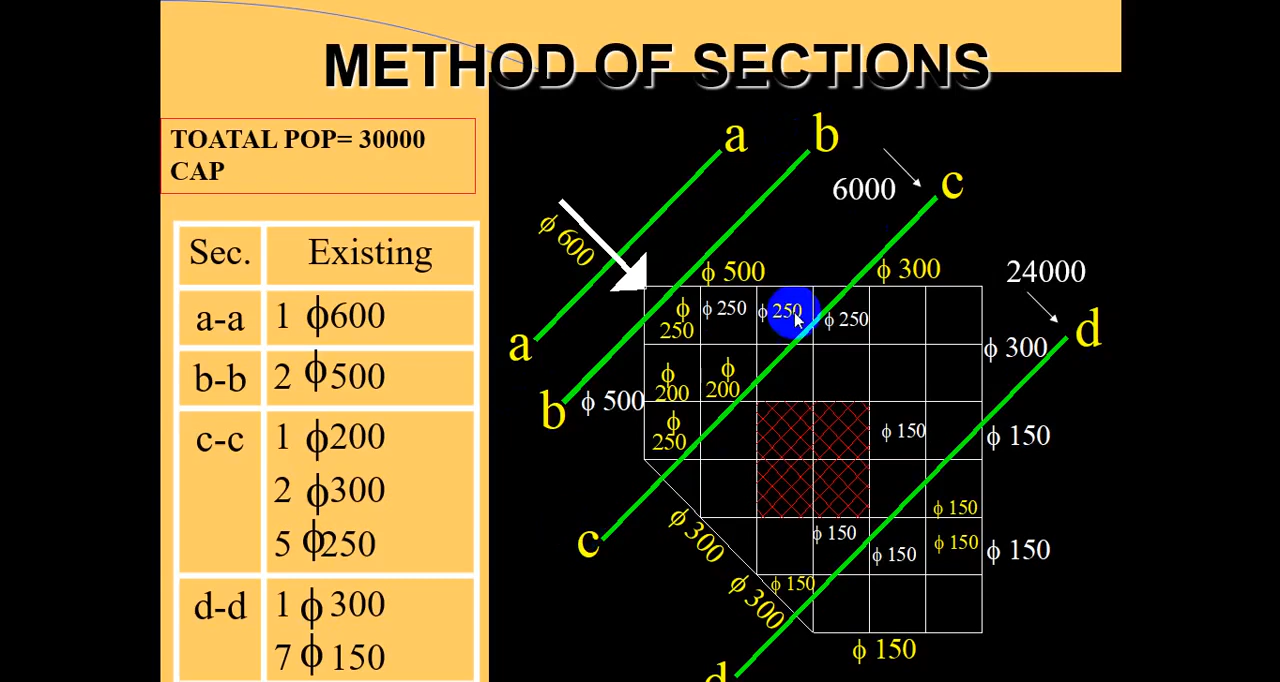 METHOD OF SECTIONS
TOATAL POP= 30000
CAP
Sec. Existing
a-a 1 ϕ600
b-b 2 ϕ500
c-c 1 ϕ200
2 ϕ300
5 ϕ250
d-d 1 ϕ300
7 ϕ150
a
b
6000
c
ϕ 600
ϕ 500
ϕ 300
24000
d
ϕ
250
ϕ 250
ϕ 250
ϕ 250
a
ϕ 300
ϕ
200
ϕ
200
b
ϕ 500
ϕ
250
ϕ 150
ϕ 150
c
ϕ 300
ϕ 150
ϕ 150
ϕ 150
ϕ 150
ϕ 150
ϕ 300
ϕ 150
ϕ 150
d